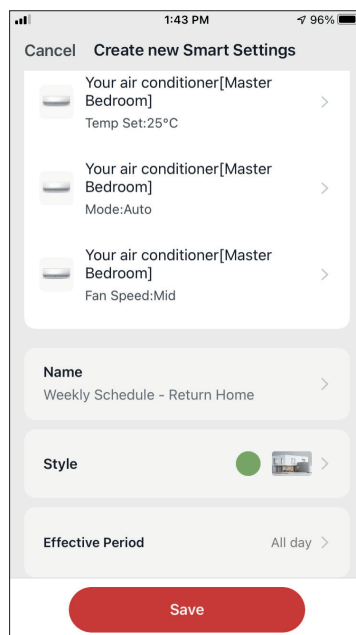 1:43 PM
96%
Cancel Create new Smart Settings
Your air conditioner[Master
Bedroom]
Temp Set:25°C
Your air conditioner[Master
Bedroom]
Mode:Auto
Your air conditioner[Master
Bedroom]
Fan Speed:Mid
Name
Weekly Schedule - Return Home
Style
Effective Period All day
Save